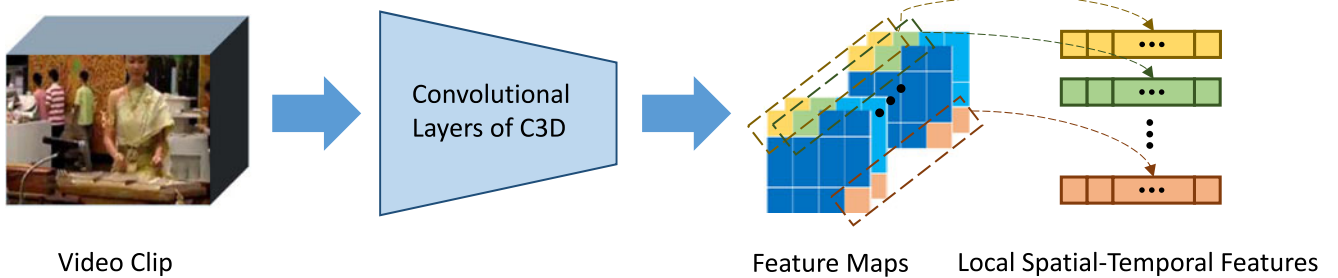 Convolutional
Layers of C3D
Video Clip
Feature Maps
Local Spatial-Temporal Features